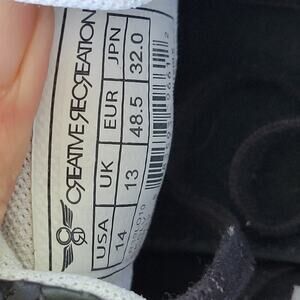 CREATIVE RECREATION
USA UK EUR JPN
14 13 48.5 32.0